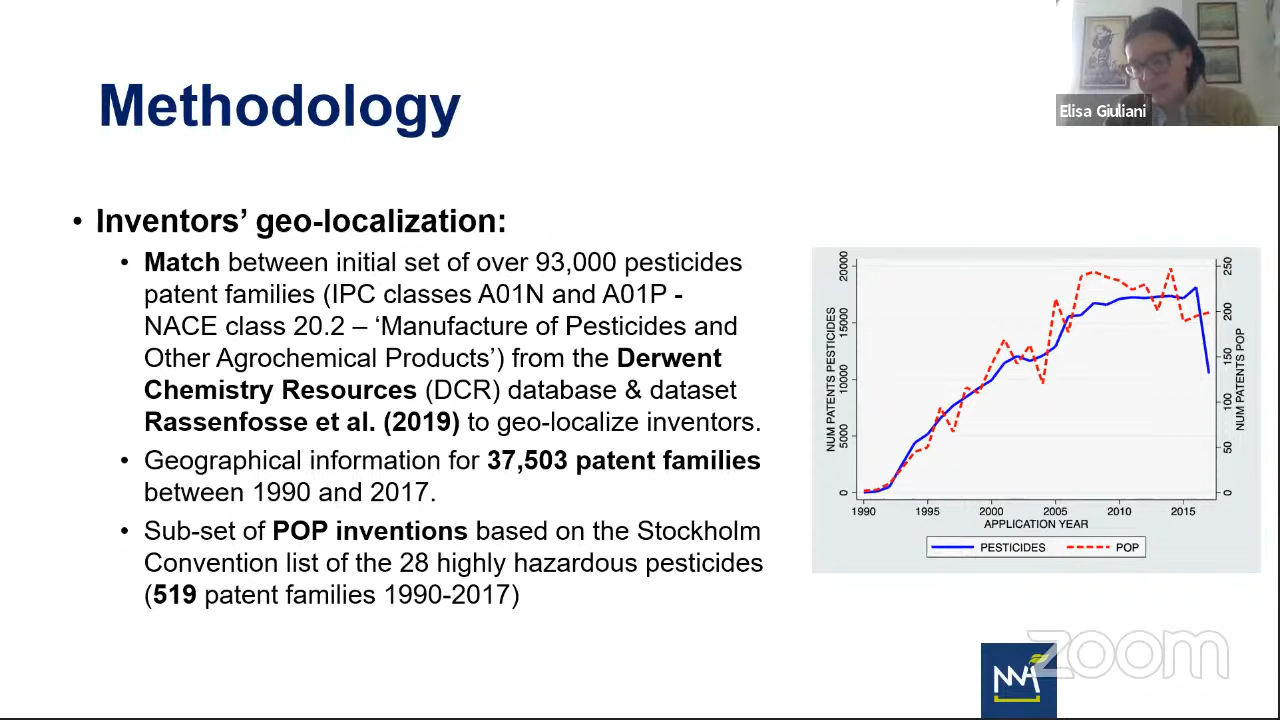 Elisa Giuliani
Methodology
• Inventors’ geo-localization:
• Match between initial set of over 93,000 pesticides
patent families (IPC classes A01N and A01P -
NACE class 20.2 – ‘Manufacture of Pesticides and
Other Agrochemical Products’) from the Derwent
Chemistry Resources (DCR) database & dataset
Rassenfosse et al. (2019) to geo-localize inventors.
• Geographical information for 37,503 patent families
between 1990 and 2017.
• Sub-set of POP inventions based on the Stockholm
Convention list of the 28 highly hazardous pesticides
(519 patent families 1990-2017)
NUM PATENTS PESTICIDES
0 5000 10000 15000 20000
NUM PATENTS POP
0 50 100 150 200 250
1990 1995 2000 2005 2010 2015
APPLICATION YEAR
PESTICIDES POP
zoom
NNA